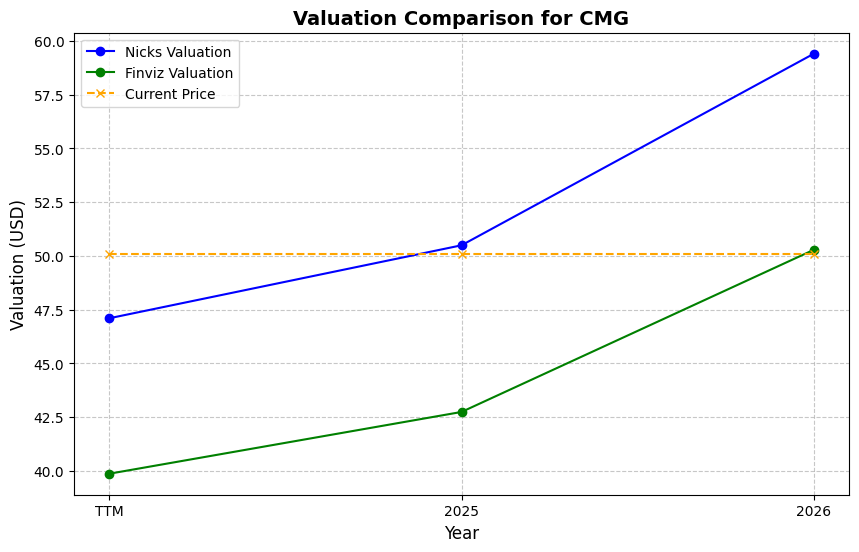 Valuation Comparison for CMG
Nicks Valuation
Finviz Valuation
Current Price
Valuation (USD)
60.0
57.5
55.0
52.5
50.0
47.5
45.0
42.5
40.0
TTM
2025
2026
Year